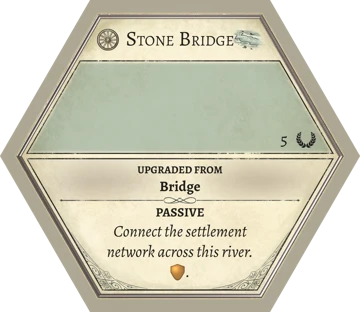 STONE BRIDGE
5
UPGRADED FROM
Bridge
PASSIVE
Connect the settlement
network across this river.
.